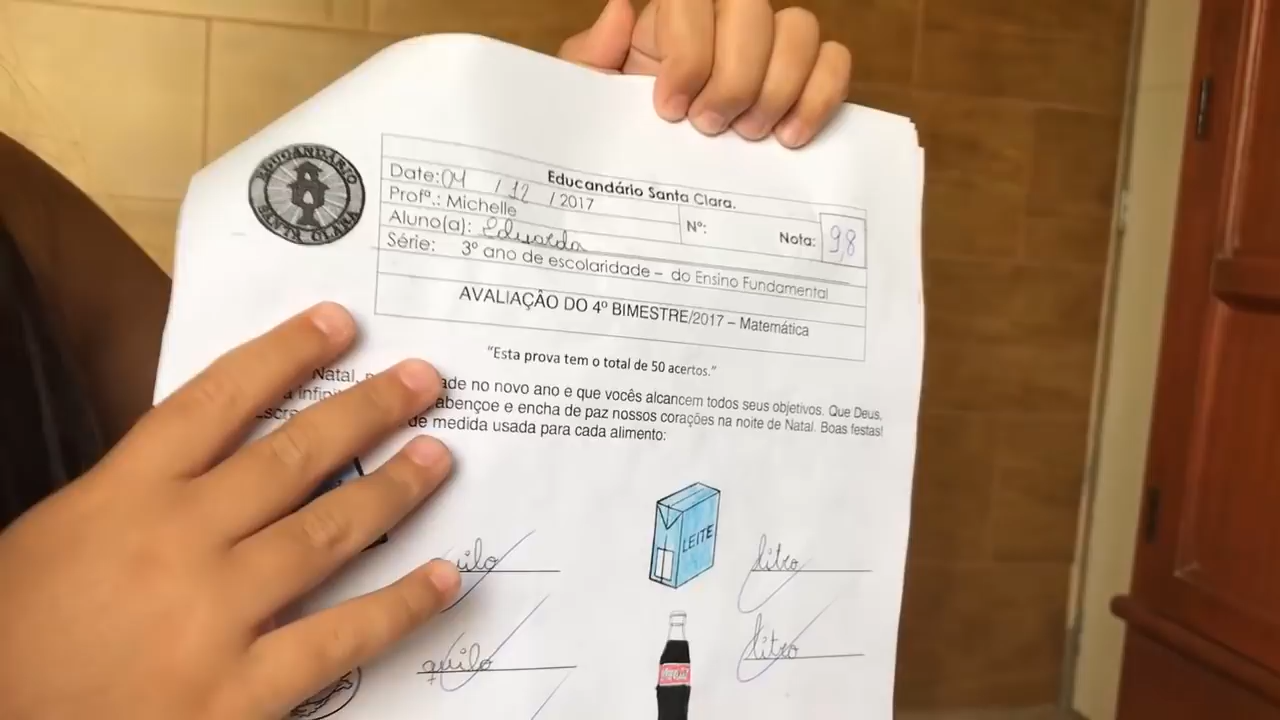 EDUCANDÁRIO
SANTA CLARA
Educandário Santa Clara.
Date: 04 / 12 / 2017
Profª.: Michelle
Nº:
Nota: 9,8
Aluno(a): Eduarda
Série: 3º ano de escolaridade – do Ensino Fundamental
AVALIAÇÃO DO 4º BIMESTRE/2017 – Matemática
"Esta prova tem o total de 50 acertos."
Natal, ade no novo ano e que vocês alcancem todos seus objetivos. Que Deus,
abençoe e encha de paz nossos corações na noite de Natal. Boas festas!
de medida usada para cada alimento:
LEITE
quilo
litro
quilo
litro